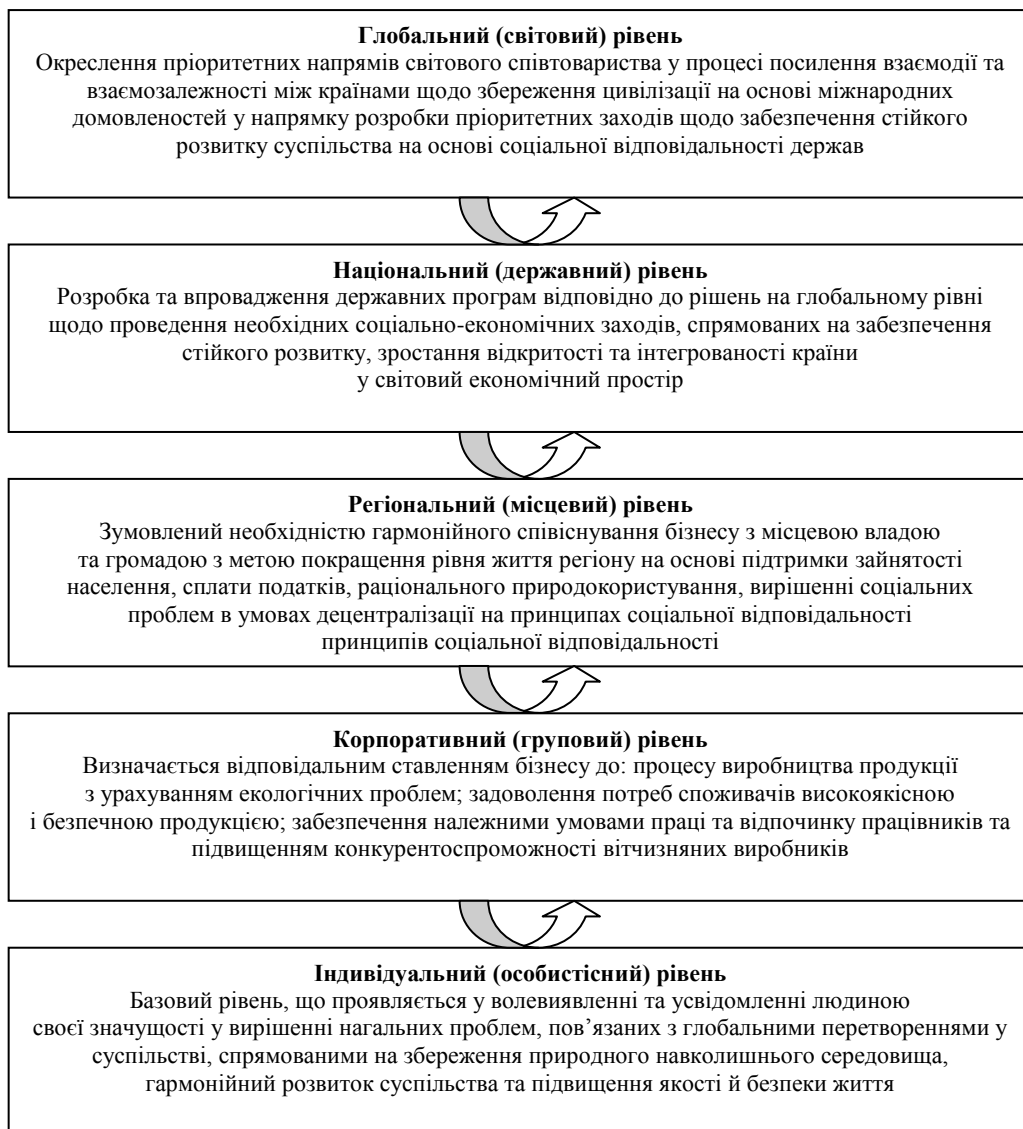 Глобальний (світовий) рівень
Окреслення пріоритетних напрямів світового співтовариства у процесі посилення взаємодії та
взаємозалежності між країнами щодо збереження цивілізації на основі міжнародних
домовленостей у напрямку розробки пріоритетних заходів щодо забезпечення стійкого
розвитку суспільства на основі соціальної відповідальності держав
Національний (державний) рівень
Розробка та впровадження державних програм відповідно до рішень на глобальному рівні
щодо проведення необхідних соціально-економічних заходів, спрямованих на забезпечення
стійкого розвитку, зростання відкритості та інтегрованості країни
у світовий економічний простір
Регіональний (місцевий) рівень
Зумовлений необхідністю гармонійного співіснування бізнесу з місцевою владою
та громадою з метою покращення рівня життя регіону на основі підтримки зайнятості
населення, сплати податків, раціонального природокористування, вирішенні соціальних
проблем в умовах децентралізації на принципах соціальної відповідальності
принципів соціальної відповідальності
Корпоративний (груповий) рівень
Визначається відповідальним ставленням бізнесу до: процесу виробництва продукції
з урахуванням екологічних проблем; задоволення потреб споживачів високоякісною
і безпечною продукцією; забезпечення належними умовами праці та відпочинку працівників та
підвищенням конкурентоспроможності вітчизняних виробників
Індивідуальний (особистісний) рівень
Базовий рівень, що проявляється у волевиявленні та усвідомленні людиною
своєї значущості у вирішенні нагальних проблем, пов’язаних з глобальними перетвореннями у
суспільстві, спрямованими на збереження природного навколишнього середовища,
гармонійний розвиток суспільства та підвищення якості й безпеки життя